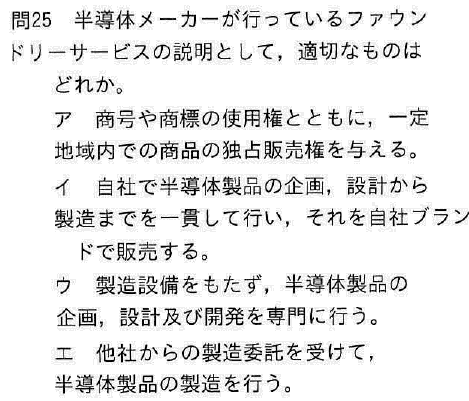 問25 半導体メーカーが行っているファウン
ドリーサービスの説明として，適切なものは
どれか。
ア 商号や商標の使用権とともに，一定
地域内での商品の独占販売権を与える。
イ 自社で半導体製品の企画，設計から
製造までを一貫して行い，それを自社ブラン
ドで販売する。
ウ 製造設備をもたず，半導体製品の
企画，設計及び開発を専門に行う。
エ 他社からの製造委託を受けて，
半導体製品の製造を行う。